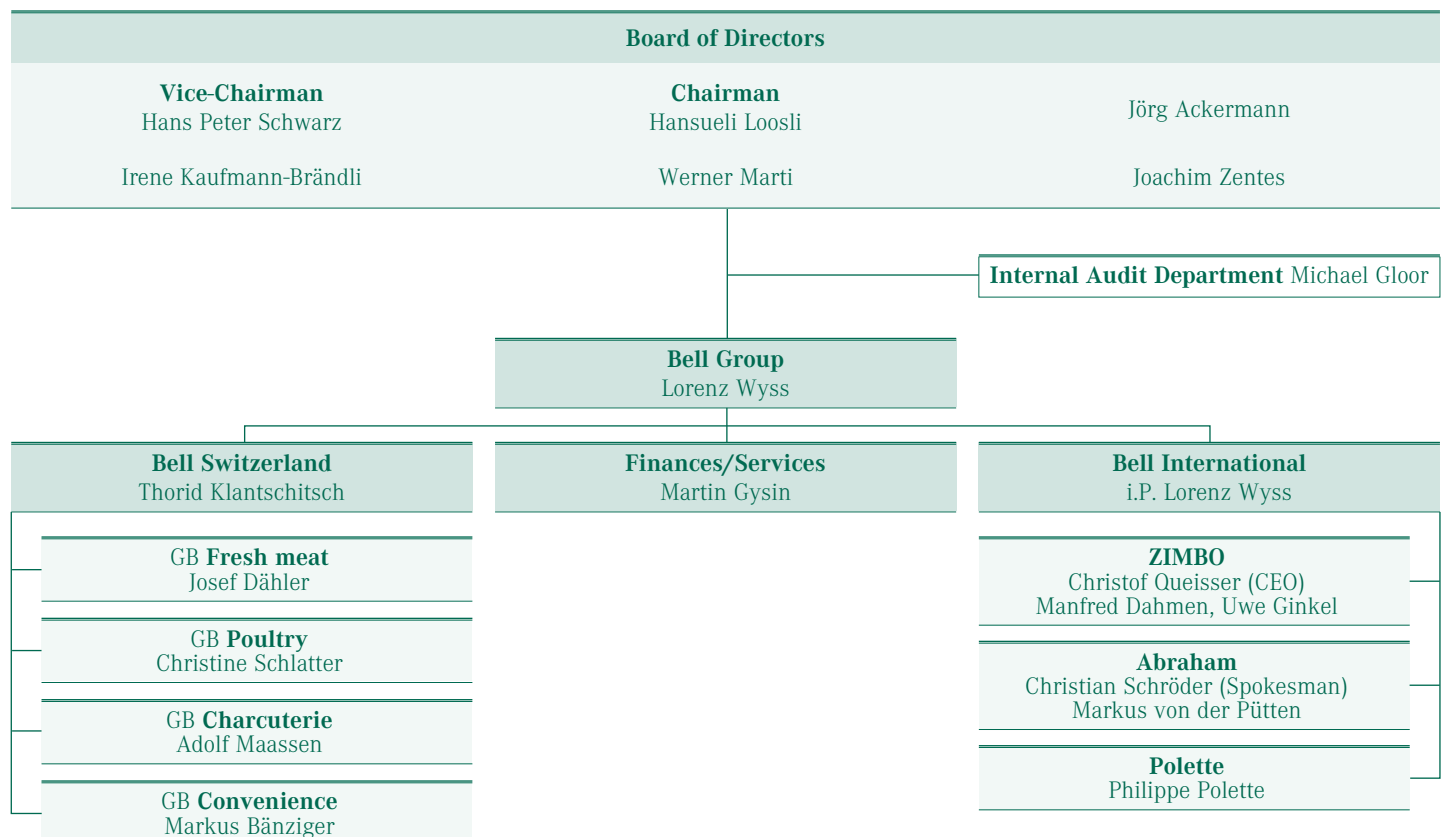 Board of Directors
Vice-Chairman
Hans Peter Schwarz
Chairman
Hansueli Loosli
Jörg Ackermann
Irene Kaufmann-Brändli
Werner Marti
Joachim Zentes
Internal Audit Department Michael Gloor
Bell Group
Lorenz Wyss
Bell Switzerland
Thorid Klantschitsch
Finances/Services
Martin Gysin
Bell International
i.P. Lorenz Wyss
GB Fresh meat
Josef Dähler
GB Poultry
Christine Schlatter
GB Charcuterie
Adolf Maassen
GB Convenience
Markus Bänziger
ZIMBO
Christof Queisser (CEO)
Manfred Dahmen, Uwe Ginkel
Abraham
Christian Schröder (Spokesman)
Markus von der Pütten
Polette
Philippe Polette